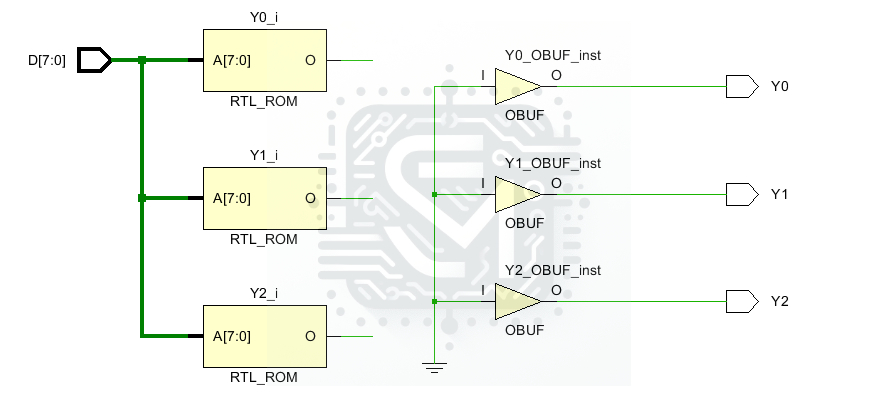 Y0_i
D[7:0]
A[7:0] O
RTL_ROM
Y1_i
A[7:0] O
RTL_ROM
Y2_i
A[7:0] O
RTL_ROM
Y0_OBUF_inst
I O
OBUF
Y0
Y1_OBUF_inst
I O
OBUF
Y1
Y2_OBUF_inst
I O
OBUF
Y2